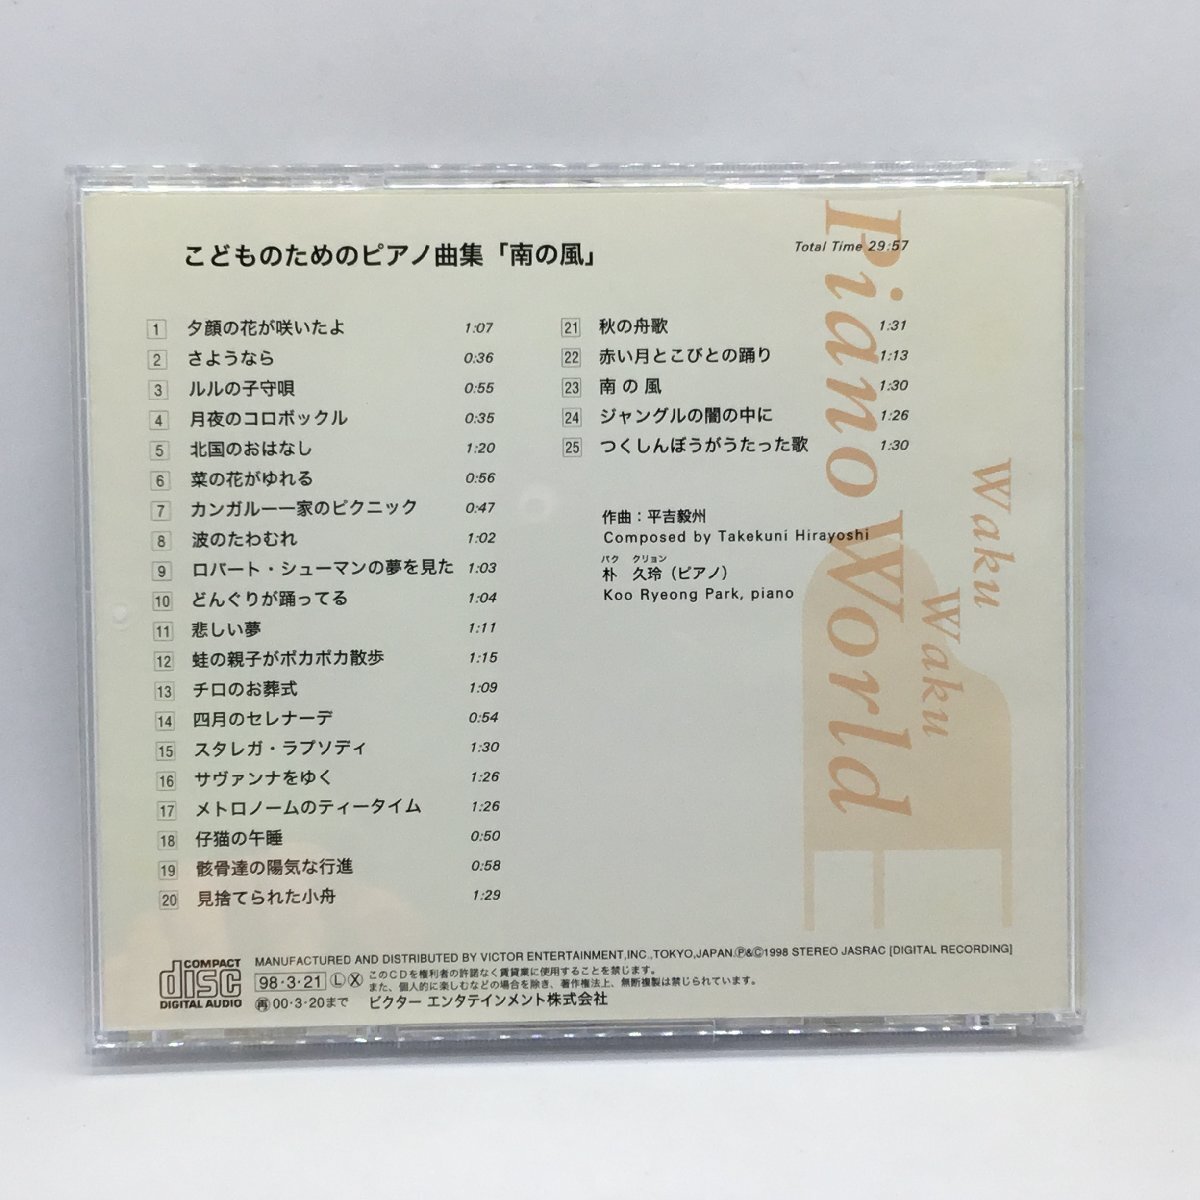 こどものためのピアノ曲集「南の風」
Total Time 29:57
1 夕顔の花が咲いたよ 1:07
2 さようなら 0:36
3 ルルの子守唄 0:55
4 月夜のコロボックル 0:35
5 北国のおはなし 1:20
6 菜の花がゆれる 0:56
7 カンガルー一家のピクニック 0:47
8 波のたわむれ 1:02
9 ロバート・シューマンの夢を見た 1:03
10 どんぐりが踊ってる 1:04
11 悲しい夢 1:11
12 蛙の親子がポカポカ散歩 1:15
13 チロのお葬式 1:09
14 四月のセレナーデ 0:54
15 スタレガ・ラプソディ 1:30
16 サヴァンナをゆく 1:26
17 メトロノームのティータイム 1:26
18 仔猫の午睡 0:50
19 骸骨達の陽気な行進 0:58
20 見捨てられた小舟 1:29
21 秋の舟歌 1:31
22 赤い月とこびとの踊り 1:13
23 南の風 1:30
24 ジャングルの闇の中に 1:26
25 つくしんぼうがうたった歌 1:30
作曲：平吉毅州
Composed by Takekuni Hirayoshi
パク クリョン
朴 久玲（ピアノ）
Koo Ryeong Park, piano
Waku
Waku
Piano World
COMPACT
disc
DIGITAL AUDIO
MANUFACTURED AND DISTRIBUTED BY VICTOR ENTERTAINMENT,INC.,TOKYO,JAPAN.Ⓟ&Ⓒ1998 STEREO JASRAC [DIGITAL RECORDING]
98・3・21 Ⓛ Ⓧ このCDを権利者の許諾なく賃貸業に使用することを禁じます。
また、個人的に楽しむなどの場合を除き、著作権法上、無断複製は禁じられています。
再 00・3・20まで ビクター エンタテインメント株式会社